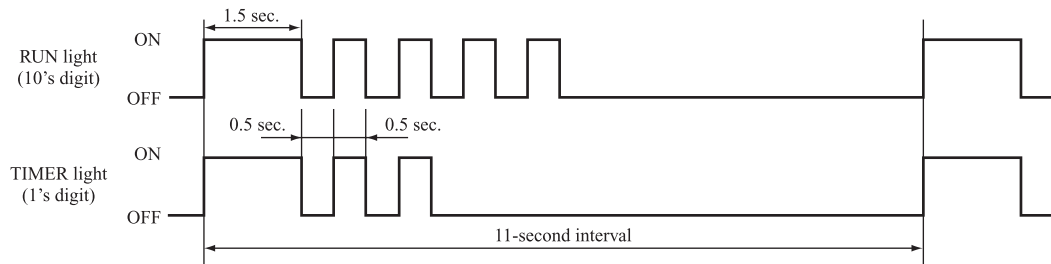 1.5 sec.
ON
RUN light
(10's digit)
OFF
0.5 sec.
0.5 sec.
ON
TIMER light
(1's digit)
OFF
11-second interval